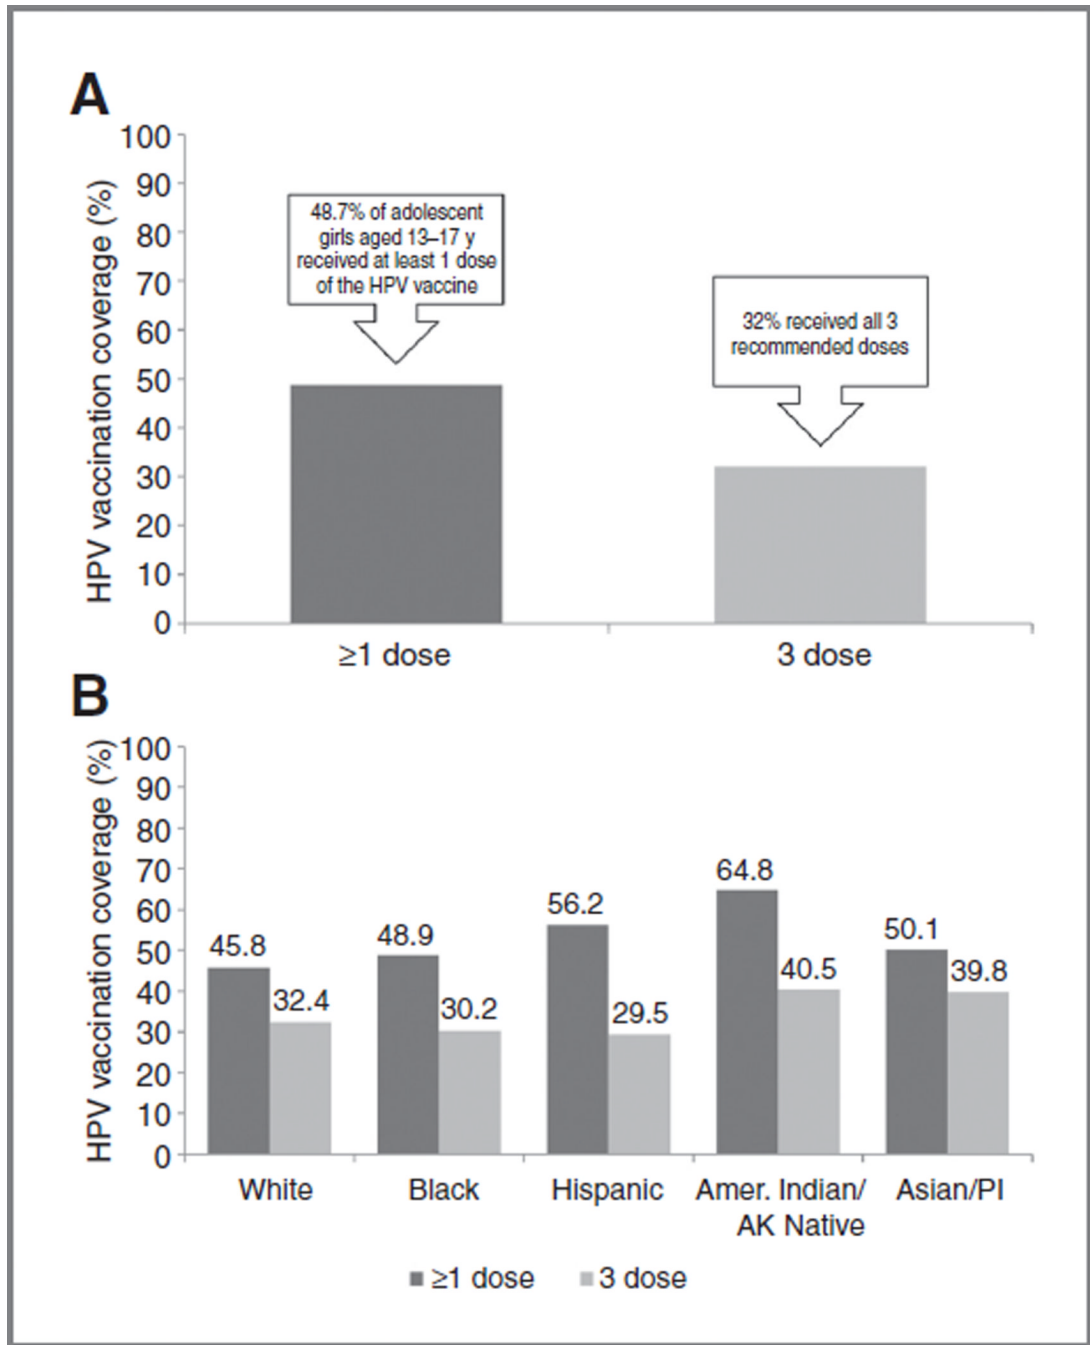 A
HPV vaccination coverage (%)
100
90
80
70
60
50
40
30
20
10
0
48.7% of adolescent
girls aged 13–17 y
received at least 1 dose
of the HPV vaccine
32% received all 3
recommended doses
≥1 dose
3 dose
B
HPV vaccination coverage (%)
100
90
80
70
60
50
40
30
20
10
0
45.8
32.4
48.9
30.2
56.2
29.5
64.8
40.5
50.1
39.8
White
Black
Hispanic
Amer. Indian/
AK Native
Asian/PI
≥1 dose
3 dose